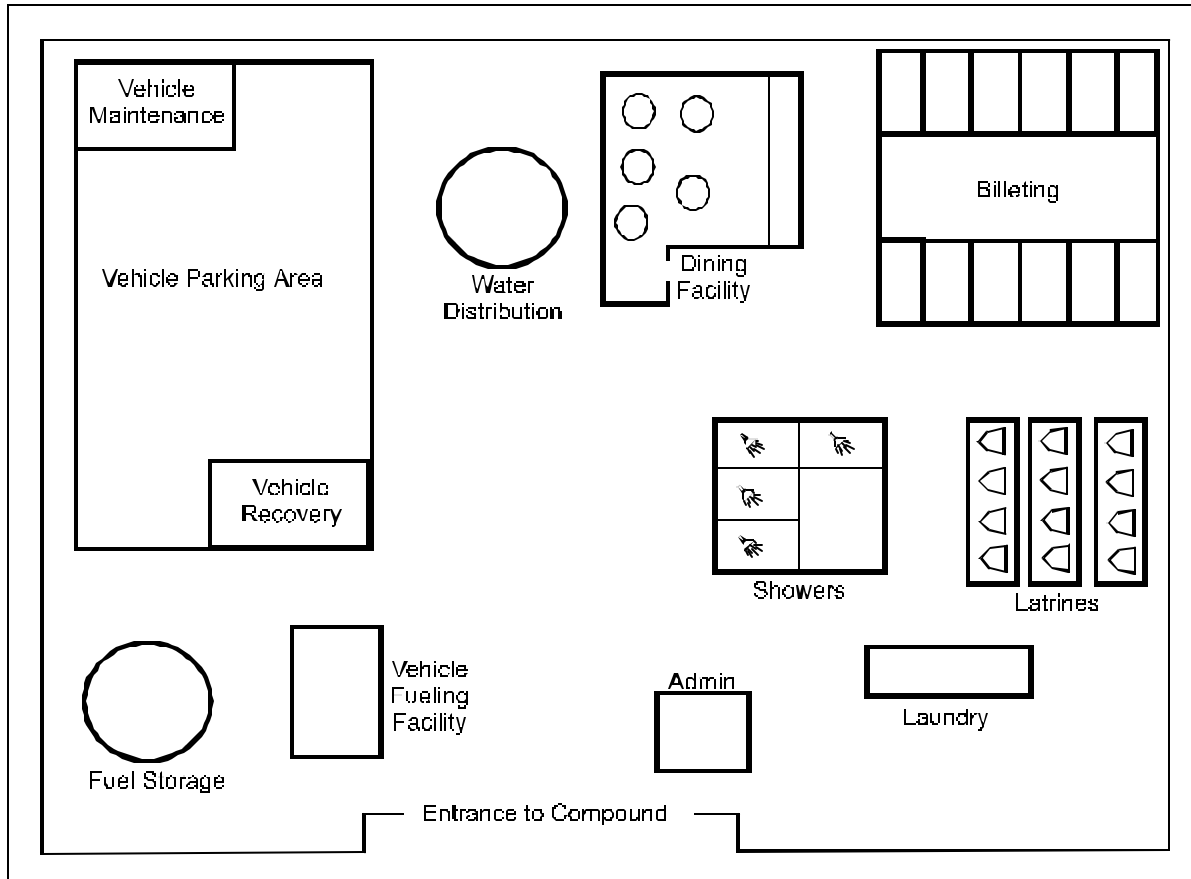 Vehicle
Maintenance
Billeting
Vehicle Parking Area
Water
Distribution
Dining
Facility
Vehicle
Recovery
Showers
Latrines
Vehicle
Fueling
Facility
Admin
Laundry
Fuel Storage
Entrance to Compound